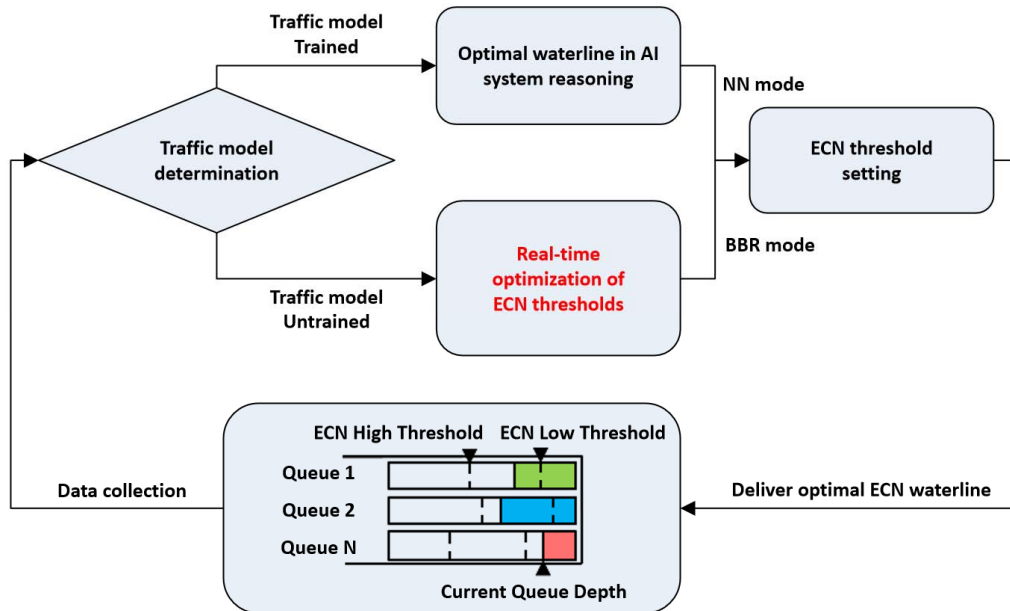 Traffic model
Trained
Optimal waterline in AI
system reasoning
NN mode
Traffic model
determination
ECN threshold
setting
BBR mode
Real-time
optimization of
ECN thresholds
Traffic model
Untrained
ECN High Threshold
ECN Low Threshold
Queue 1
Queue 2
Queue N
Current Queue Depth
Data collection
Deliver optimal ECN waterline